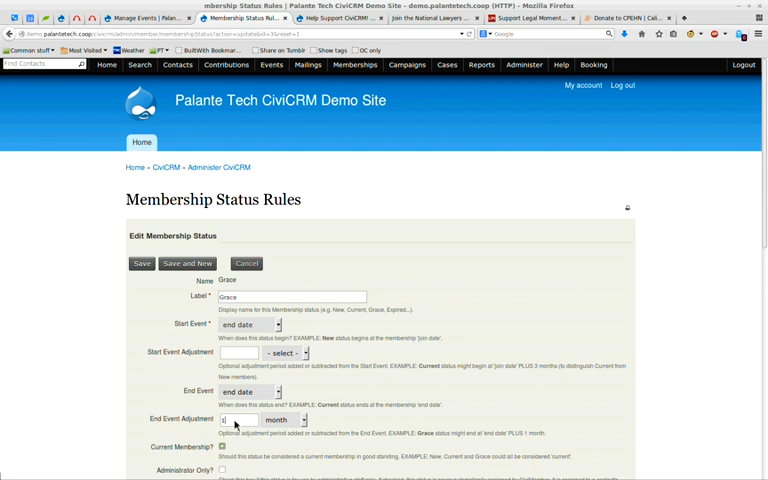 mbership Status Rules | Palante Tech CiviCRM Demo Site - demo.palantetech.coop (HTTP) - Mozilla Firefox
Manage Events | Palan... Membership Status Rul... Help Support CiviCRM! ... Join the National Lawyers ... Support Legal Moment... Donate to CPEHN | Cali...
demo.palantetech.coop/civicrm/admin/member/membershipStatus?action=update&id=3&reset=1 Google
Common stuff Most Visited Weather PT BuiltWith Bookmar... Share on Tumblr Show tags OC only
Find Contacts Home Search Contacts Contributions Events Mailings Memberships Campaigns Cases Reports Administer Help Booking Logout
My account Log out
Palante Tech CiviCRM Demo Site
Home
Home » CiviCRM » Administer CiviCRM
Membership Status Rules
Edit Membership Status
Save Save and New Cancel
Name Grace
Label * Grace
Display name for this Membership status (e.g. New, Current, Grace, Expired...).
Start Event * end date
When does this status begin? EXAMPLE: New status begins at the membership 'join date'.
Start Event Adjustment - select -
Optional adjustment period added or subtracted from the Start Event. EXAMPLE: Current status might begin at 'join date' PLUS 3 months (to distinguish Current from
New members).
End Event end date
When does this status end? EXAMPLE: Current status ends at the membership 'end date'.
End Event Adjustment 1 month
Optional adjustment period added or subtracted from the End Event. EXAMPLE: Grace status might end at 'end date' PLUS 1 month.
Current Membership?
Should this status be considered a current membership in good standing. EXAMPLE: New, Current and Grace could all be considered 'current'.
Administrator Only?